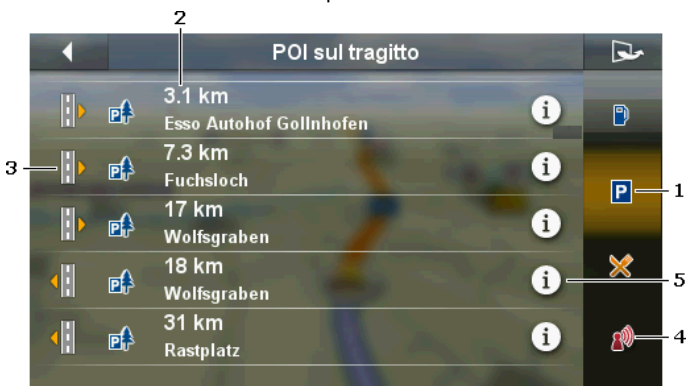 2
POI sul tragitto
3.1 km
Esso Autohof Gollnhofen
i
P
7.3 km
Fuchsloch
i
P
3
P
1
17 km
Wolfsgraben
i
P
18 km
Wolfsgraben
i
P
5
31 km
Rastplatz
i
P
4